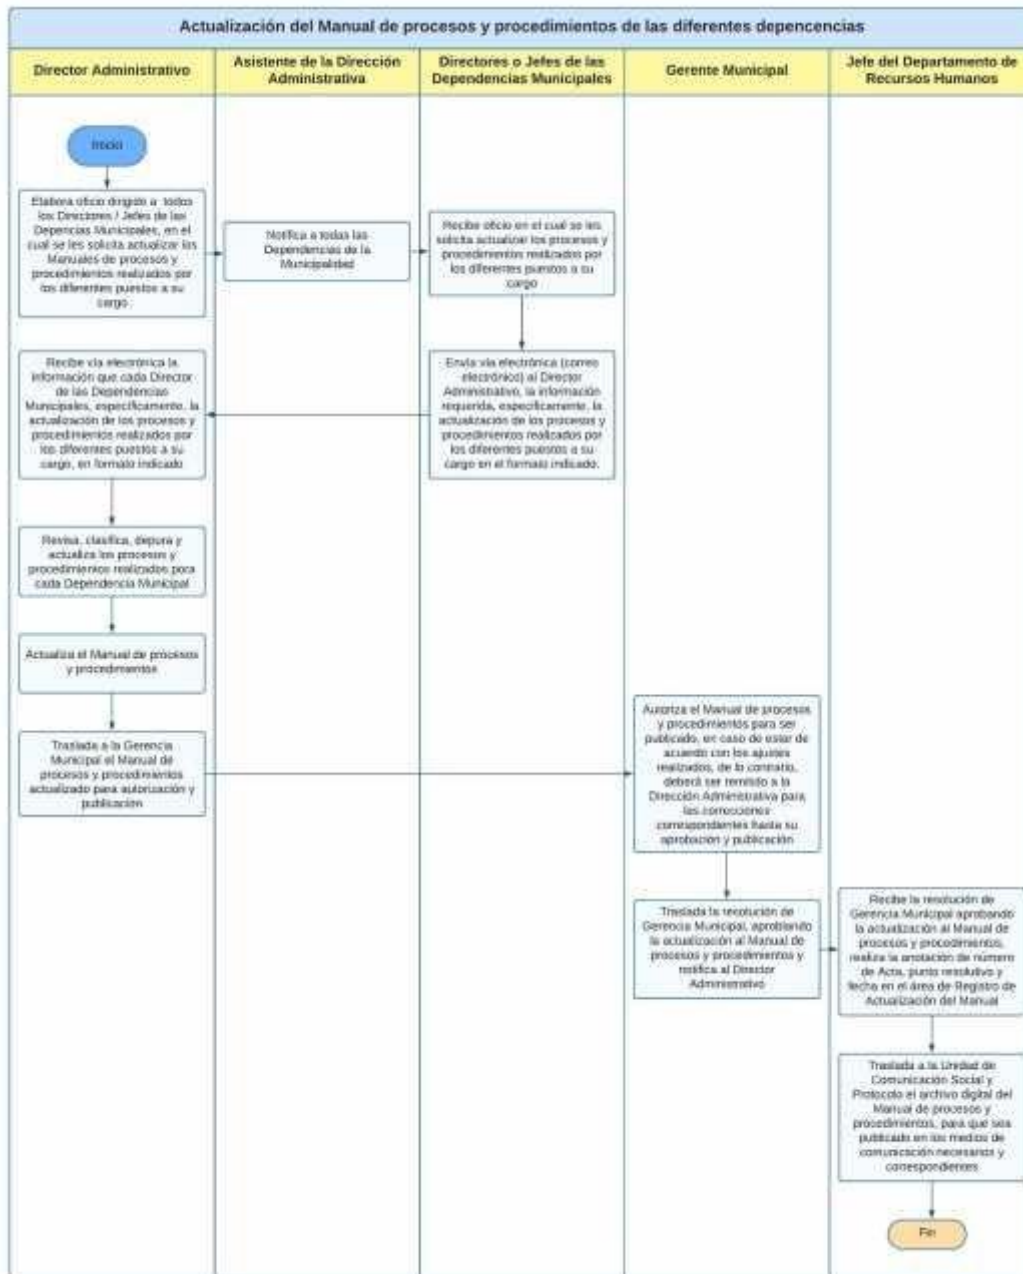 Actualización del Manual de procesos y procedimientos de las diferentes depencencias
Director Administrativo
Asistente de la Dirección
Administrativa
Directores o Jefes de las
Dependencias Municipales
Gerente Municipal
Jefe del Departamento de
Recursos Humanos
Inicio
Elabora oficio dirigido a todos
los Directores / Jefes de las
Depencias Municipales, en el
cual se les solicita actualizar los
Manuales de procesos y
procedimientos realizados por
los diferentes puestos a su
cargo
Notifica a todas las
Dependencias de la
Municipalidad
Recibe oficio en el cual se les
solicita actualizar los procesos y
procedimientos realizados por
los diferentes puestos a su
cargo
Envía vía electrónica (correo
electrónico) al Director
Administrativo, la información
requerida, específicamente, la
actualización de los procesos y
procedimientos realizados por
los diferentes puestos a su
cargo en el formato indicado.
Recibe vía electrónica la
información que cada Director
de las Dependencias
Municipales, específicamente, la
actualización de los procesos y
procedimientos realizados por
los diferentes puestos a su
cargo, en formato indicado
Revisa, clasifica, depura y
actualiza los procesos y
procedimientos realizados pora
cada Dependencia Municipal
Actualiza el Manual de procesos
y procedimientos
Traslada a la Gerencia
Municipal el Manual de
procesos y procedimientos
actualizado para autorización y
publicación
Autoriza el Manual de procesos
y procedimientos para ser
publicado, en caso de estar de
acuerdo con los ajustes
realizados, de lo contrario,
deberá ser remitido a la
Dirección Administrativa para
las correcciones
correspondientes hasta su
aprobación y publicación
Traslada la resolución de
Gerencia Municipal, aproblando
la actualización al Manual de
procesos y procedimientos y
notifica al Director
Administrativo
Recibe la resolución de
Gerencia Municipal aprobando
la actualización al Manual de
procesos y procedimientos,
realiza la anotación de número
de Acta, punto resolutivo y
fecha en el área de Registro de
Actualización del Manual
Traslada a la Unidad de
Comunicación Social y
Protocolo el archivo digital del
Manual de procesos y
procedimientos, para que sea
publicado en los medios de
comunicación necesarios y
correspondientes
Fin